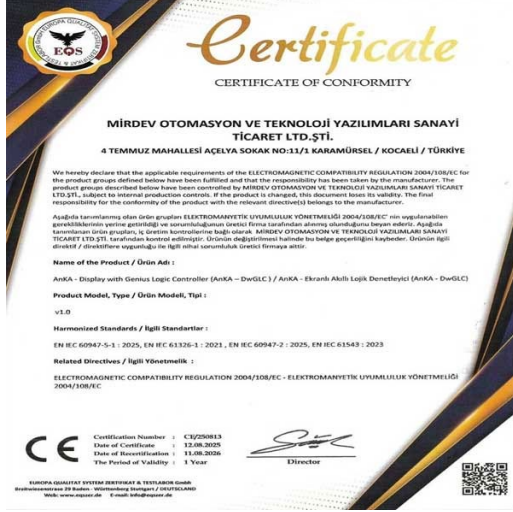 EUROPA QUALITAT SYSTEM ZERTIFIKAT & TESTLABOR GmbH
EQS
Certificate
CERTIFICATE OF CONFORMITY
MİRDEV OTOMASYON VE TEKNOLOJİ YAZILIMLARI SANAYİ
TİCARET LTD.ŞTİ.
4 TEMMUZ MAHALLESİ AÇELYA SOKAK NO:11/1 KARAMÜRSEL / KOCAELİ / TÜRKİYE
We hereby declare that the applicable requirements of the ELECTROMAGNETIC COMPATIBILITY REGULATION 2004/108/EC for
the product groups defined below have been fulfilled and that the responsibility has been taken by the manufacturer. The
product groups described below have been controlled by MİRDEV OTOMASYON VE TEKNOLOJİ YAZILIMLARI SANAYİ TİCARET
LTD.ŞTİ., subject to internal production controls. If the product is changed, this document loses its validity. The final
responsibility for the conformity of the product with the relevant directive(s) belongs to the manufacturer.
Aşağıda tanımlanmış olan ürün grupları ELEKTROMANYETİK UYUMLULUK YÖNETMELİĞİ 2004/108/EC' nin uygulanabilen
gerekliliklerinin yerine getirildiği ve sorumluluğunun üretici firma tarafından alınmış olunduğunu beyan ederiz. Aşağıda
tanımlanan ürün grupları, iç üretim kontrollerine bağlı olarak MİRDEV OTOMASYON VE TEKNOLOJİ YAZILIMLARI SANAYİ
TİCARET LTD.ŞTİ. tarafından kontrol edilmiştir. Ürünün değiştirilmesi halinde bu belge geçerliliğini kaybeder. Ürünün ilgili
direktif / direktiflere uygunluğu ile ilgili nihai sorumluluk üretici firmaya aittir.
Name of the Product / Ürün Adı :
AnKA - Display with Genius Logic Controller (AnKA – DwGLC ) / AnKA - Ekranlı Akıllı Lojik Denetleyici (AnKA - DwGLC)
Product Model, Type / Ürün Modeli, Tipi :
v1.0
Harmonized Standards / İlgili Standartlar :
EN IEC 60947-5-1 : 2025, EN IEC 61326-1 : 2021 , EN IEC 60947-2 : 2025, EN IEC 61543 : 2023
Related Directives / İlgili Yönetmelik :
ELECTROMAGNETIC COMPATIBILITY REGULATION 2004/108/EC - ELEKTROMANYETİK UYUMLULUK YÖNETMELİĞİ
2004/108/EC
CE
Certification Number : CE/250813
Date of Certificate : 12.08.2025
Date of Recertification : 11.08.2026
The Period of Validity : 1 Year
Director
EUROPA QUALITAT SYSTEM ZERTIFIKAT & TESTLABOR GmbH
Dreihwiesenstrasse 29 Baden - Württemberg Stuttgart / DEUTSCLAND
Web: www.eqszer.de E-mail: info@eqszer.de